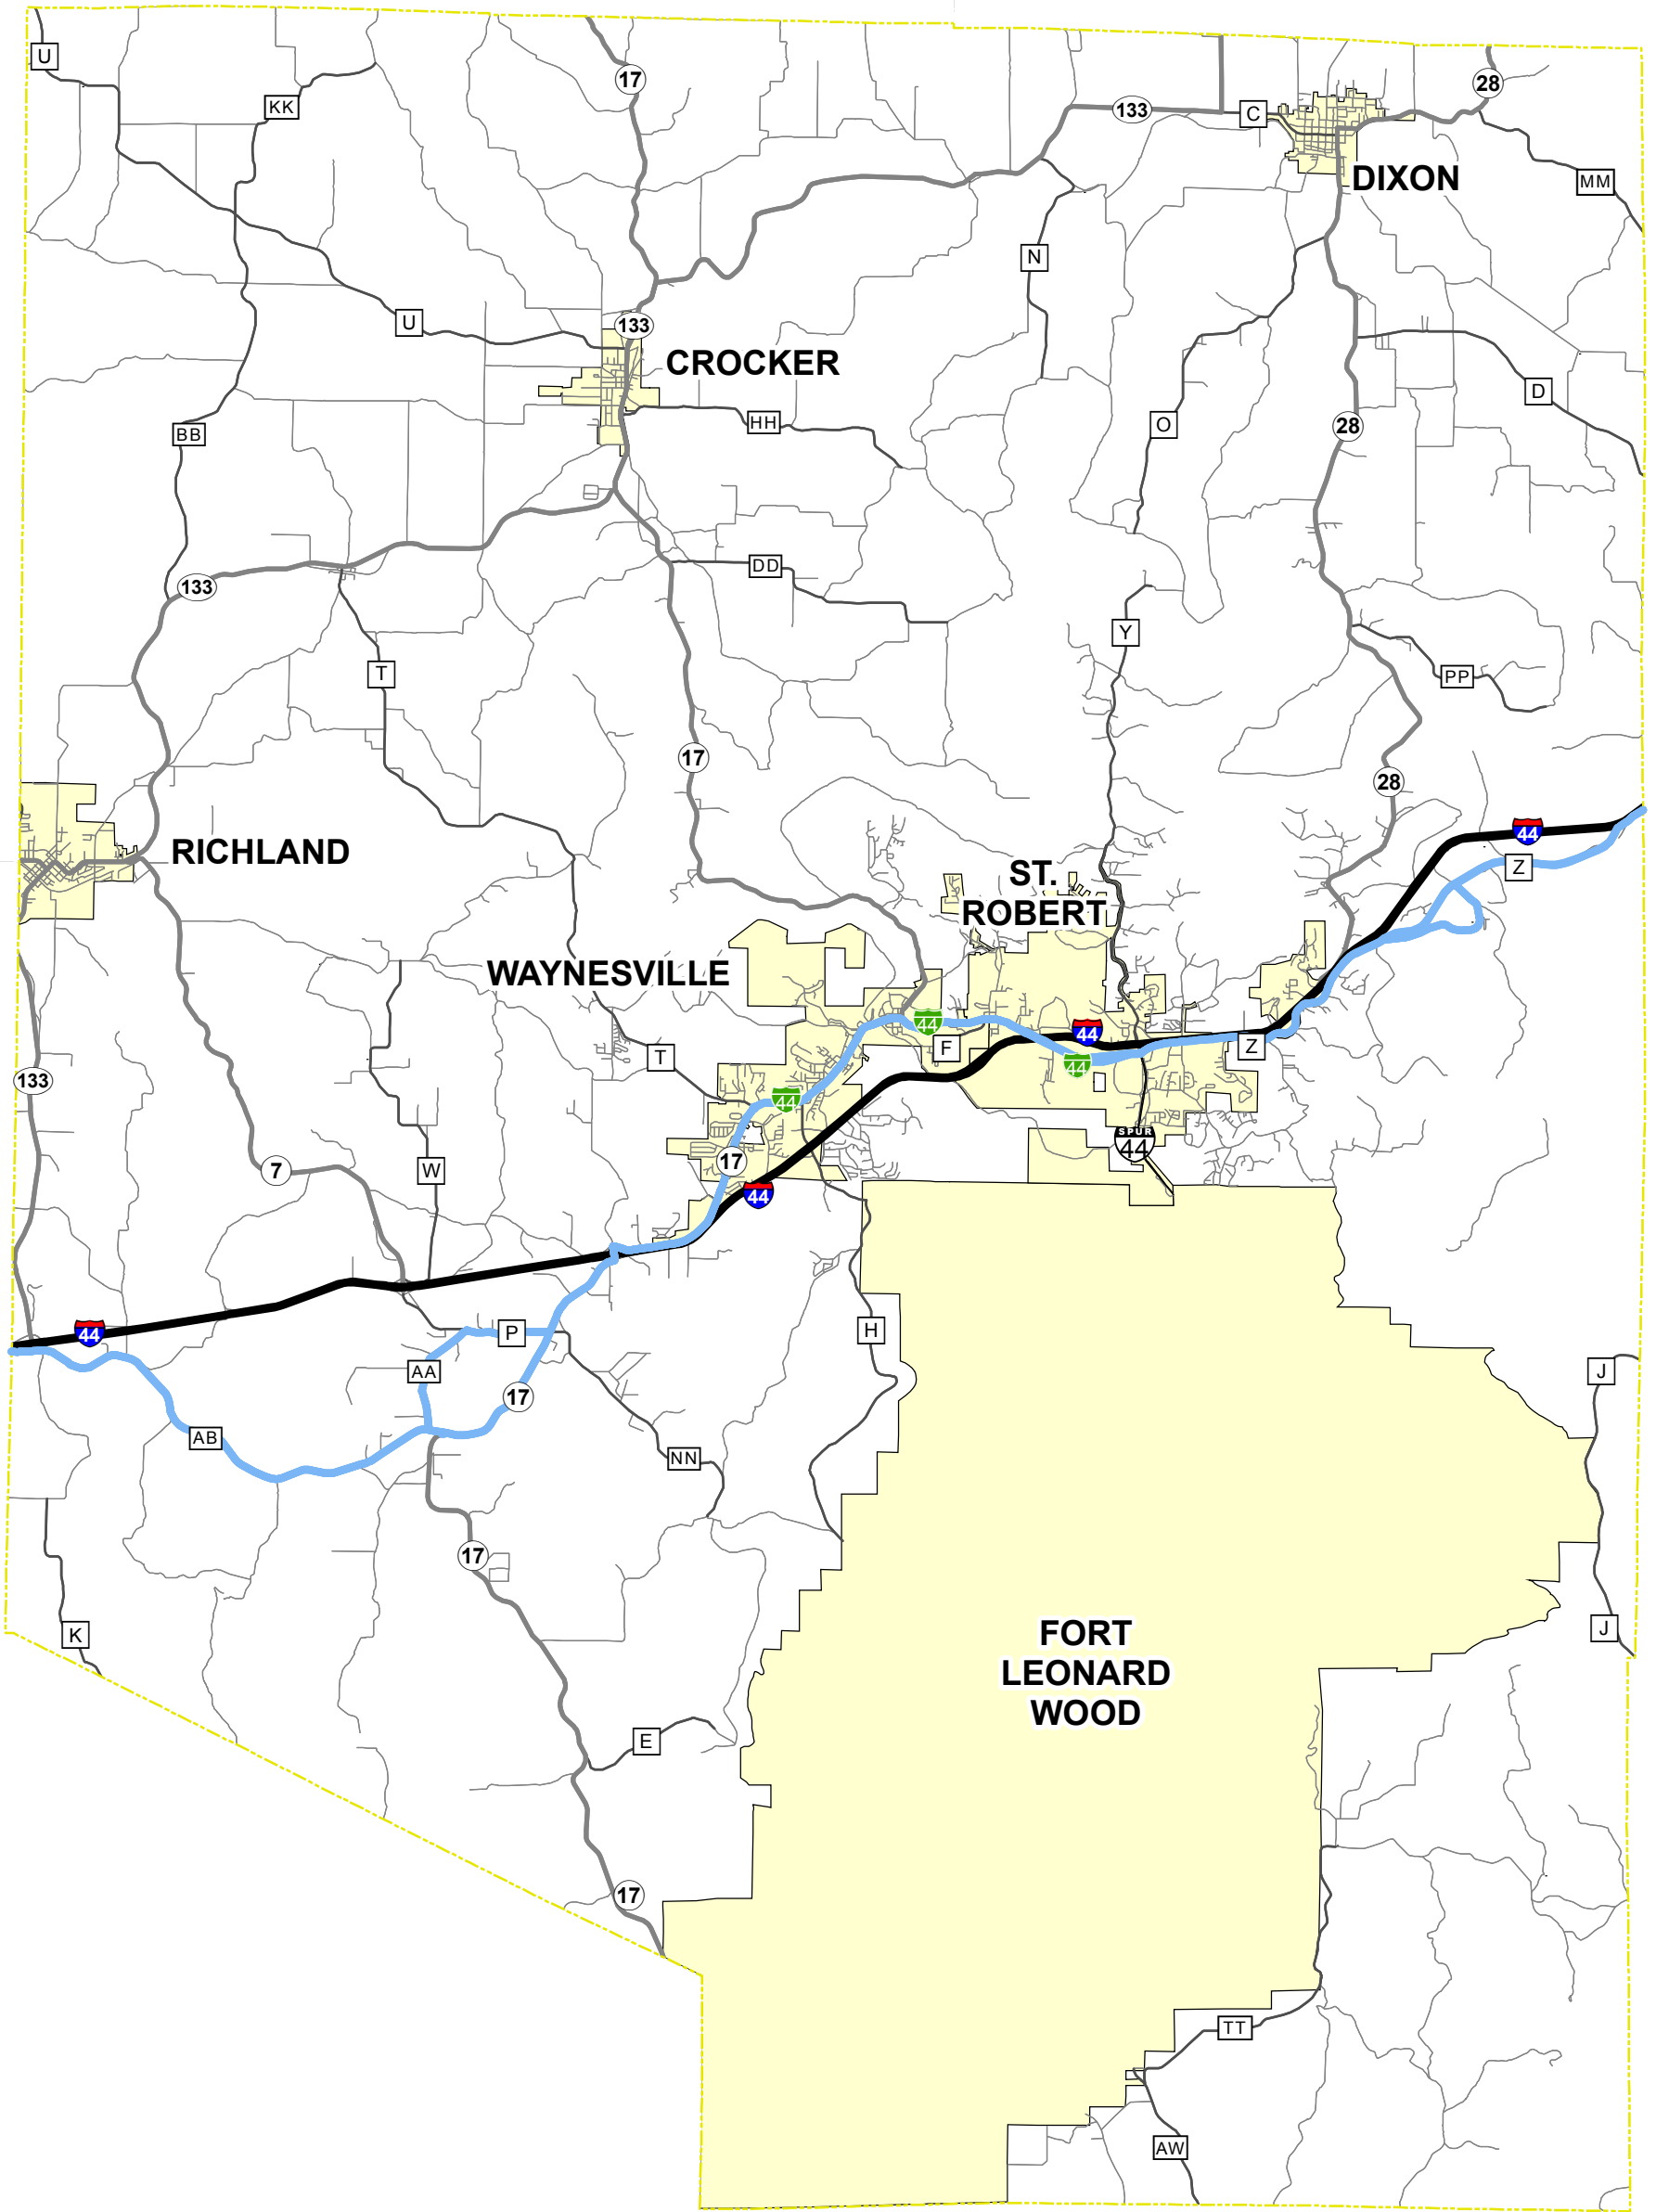 U
17
28
KK
133
C
DIXON
MM
N
U
133
CROCKER
D
HH
O
28
BB
DD
133
Y
T
PP
17
28
44
RICHLAND
Z
ST.
ROBERT
WAYNESVILLE
44
44
F
Z
T
44
133
44
SPUR
44
17
W
7
44
H
44
P
AA
J
17
AB
NN
17
K
J
FORT
LEONARD
WOOD
E
17
TT
AW